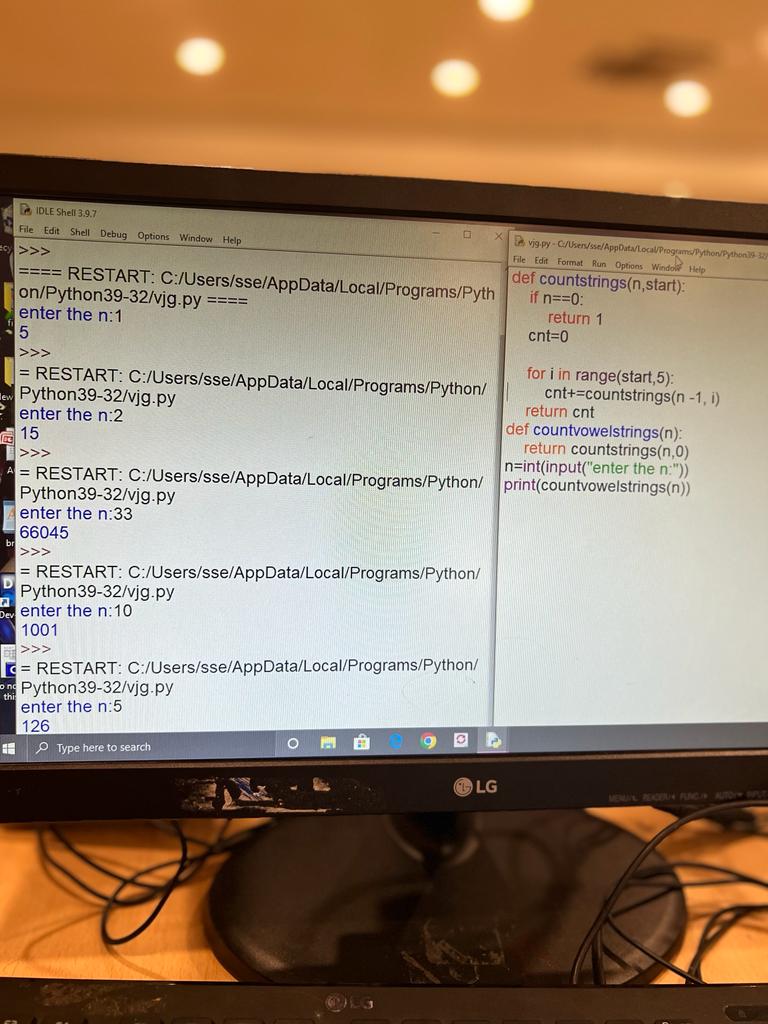 IDLE Shell 3.9.7
File Edit Shell Debug Options Window Help
>>>
==== RESTART: C:/Users/sse/AppData/Local/Programs/Pyth
on/Python39-32/vjg.py ====
enter the n:1
5
>>>
= RESTART: C:/Users/sse/AppData/Local/Programs/Python/
Python39-32/vjg.py
enter the n:2
15
>>>
= RESTART: C:/Users/sse/AppData/Local/Programs/Python/
Python39-32/vjg.py
enter the n:33
66045
>>>
= RESTART: C:/Users/sse/AppData/Local/Programs/Python/
Python39-32/vjg.py
enter the n:10
1001
>>>
= RESTART: C:/Users/sse/AppData/Local/Programs/Python/
Python39-32/vjg.py
enter the n:5
126
vjg.py - C:/Users/sse/AppData/Local/Programs/Python/Python39-32/
File Edit Format Run Options Window Help
def countstrings(n,start):
if n==0:
return 1
cnt=0
for i in range(start,5):
cnt+=countstrings(n -1, i)
return cnt
def countvowelstrings(n):
return countstrings(n,0)
n=int(input("enter the n:"))
print(countvowelstrings(n))
Type here to search
LG
MENU/ READER/ FUNC./ AUTO/ INPUT
LG